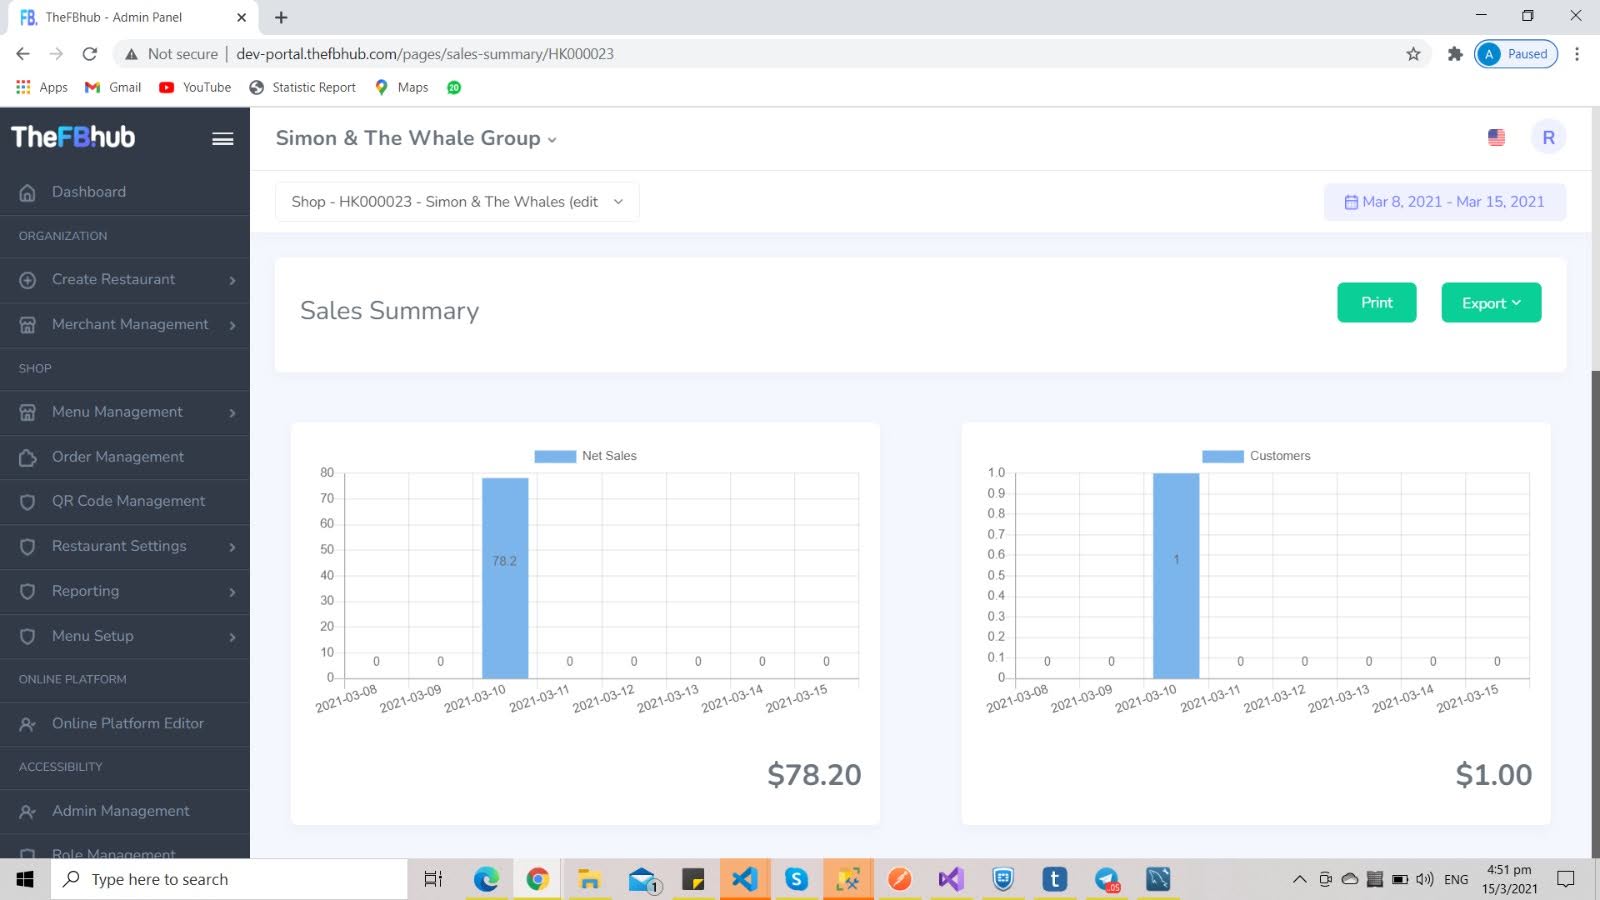 TheFBhub - Admin Panel
Not secure | dev-portal.thefbhub.com/pages/sales-summary/HK000023
A Paused
Apps Gmail YouTube Statistic Report Maps 20
TheFBhub
Simon & The Whale Group
R
Shop - HK000023 - Simon & The Whales (edit
Mar 8, 2021 - Mar 15, 2021
Dashboard
ORGANIZATION
Create Restaurant
Merchant Management
SHOP
Menu Management
Order Management
QR Code Management
Restaurant Settings
Reporting
Menu Setup
ONLINE PLATFORM
Online Platform Editor
ACCESSIBILITY
Admin Management
Role Management
Sales Summary
Print
Export
Net Sales
80
70
60
50
40
30
20
10
0
78.2
0 0 0 0 0 0 0
2021-03-08 2021-03-09 2021-03-10 2021-03-11 2021-03-12 2021-03-13 2021-03-14 2021-03-15
$78.20
Customers
1.0
0.9
0.8
0.7
0.6
0.5
0.4
0.3
0.2
0.1
0
1
0 0 0 0 0 0 0
2021-03-08 2021-03-09 2021-03-10 2021-03-11 2021-03-12 2021-03-13 2021-03-14 2021-03-15
$1.00
Type here to search
1
S
t
.05
ENG
4:51 pm
15/3/2021